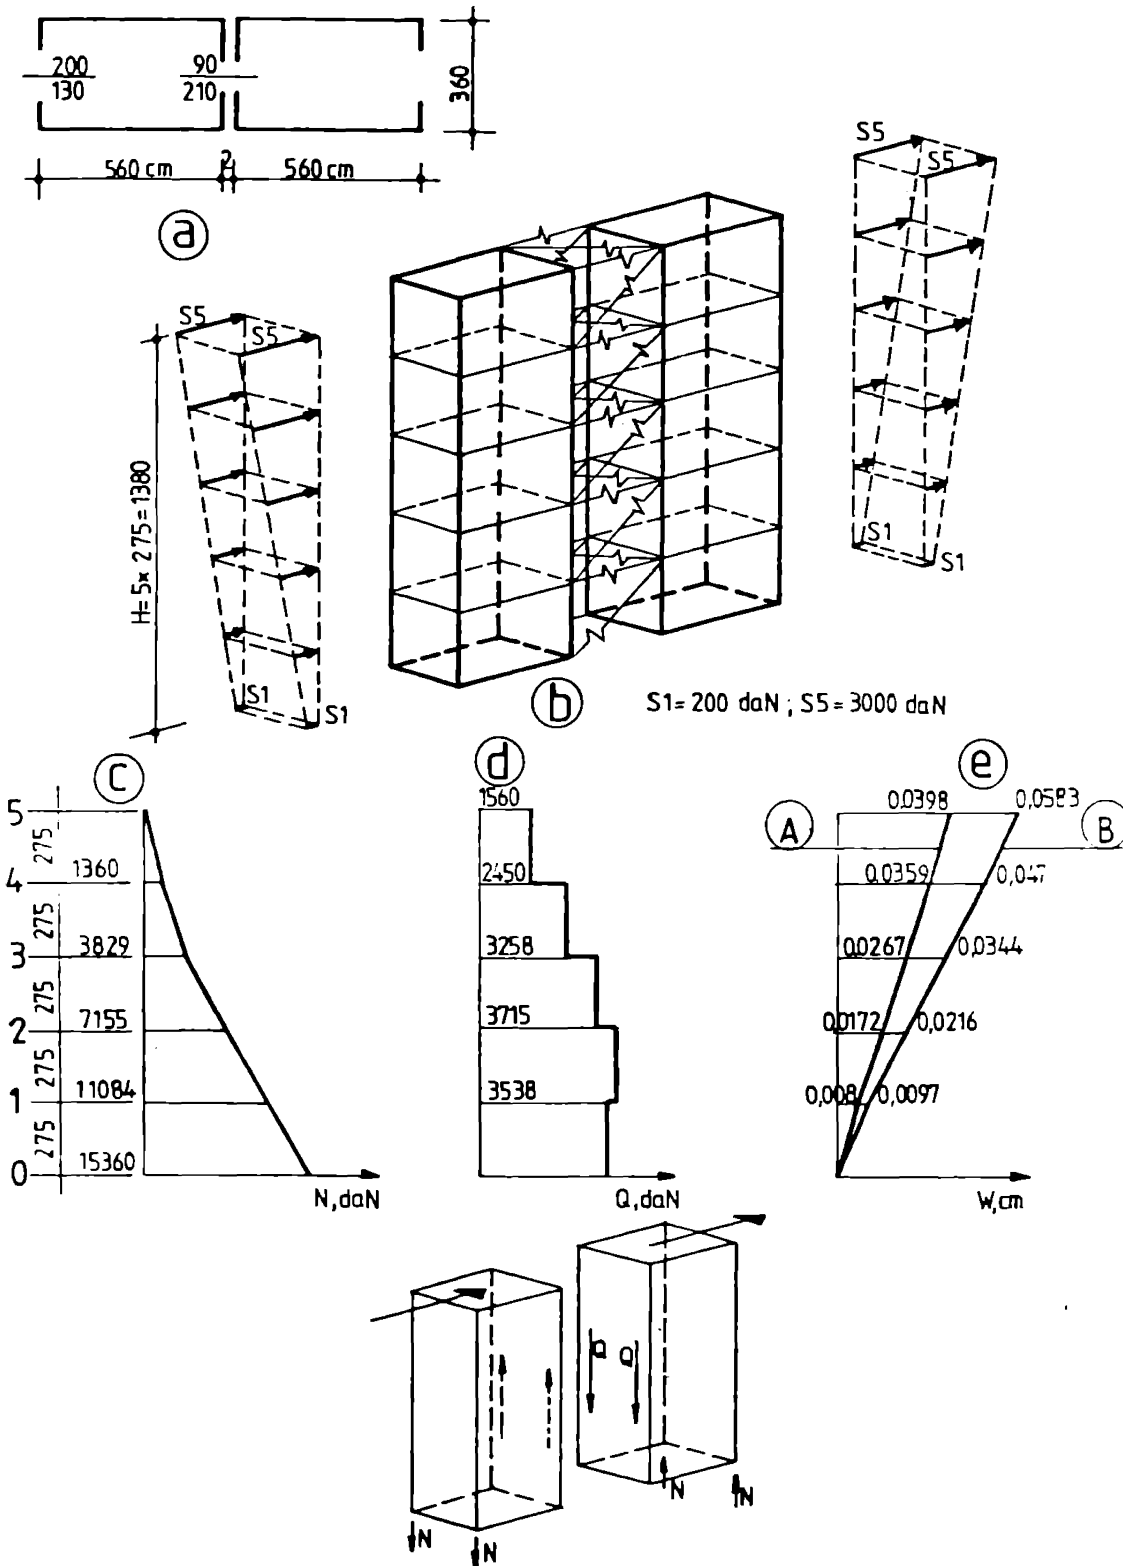 200
130
90
210
360
560 cm
2
560 cm
a
S5
S5
S5
S5
H=5x 275=1380
S1
S1
S1
S1
b
S1= 200 daN ; S5= 3000 daN
c
d
e
5
4
3
2
1
0
275
275
275
275
275
1360
3829
7155
11084
15360
N,daN
1560
2450
3258
3715
3538
Q,daN
A
B
0,0398
0,0583
0,0359
0,047
0,0267
0,0344
0,0172
0,0216
0,008
0,0097
W,cm
Q
Q
N
N
N
N